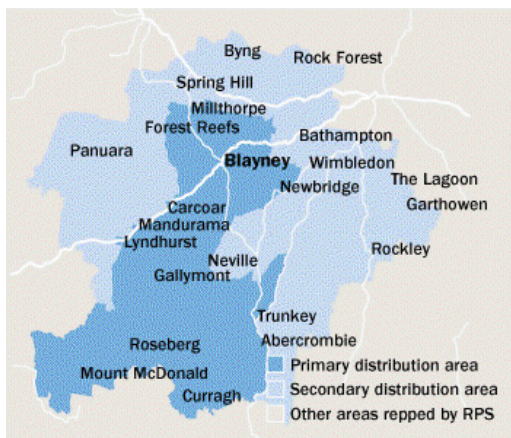 Byng
Rock Forest
Spring Hill
Millthorpe
Forest Reefs
Bathampton
Panuara
Blayney
Wimbledon
The Lagoon
Newbridge
Garthowen
Carcoar
Mandurama
Lyndhurst
Rockley
Neville
Gallymont
Trunkey
Abercrombie
Roseberg
Mount McDonald
Curragh
Primary distribution area
Secondary distribution area
Other areas repped by RPS